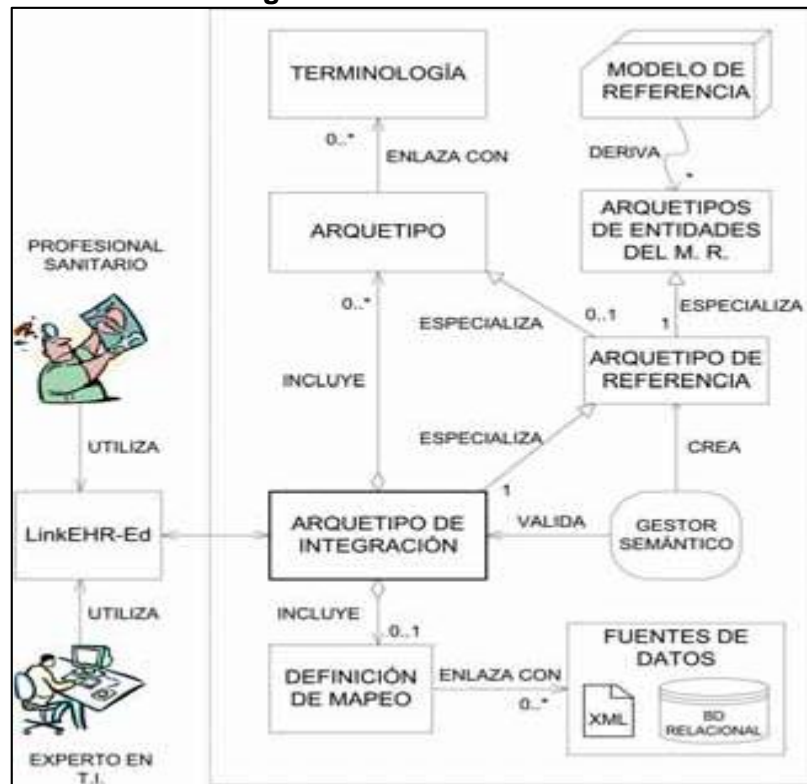 TERMINOLOGÍA
MODELO DE
REFERENCIA
0..*
ENLAZA CON
DERIVA
*
ARQUETIPO
ARQUETIPOS
DE ENTIDADES
DEL M. R.
PROFESIONAL
SANITARIO
0..*
ESPECIALIZA
0..1
1
ESPECIALIZA
ARQUETIPO DE
REFERENCIA
INCLUYE
ESPECIALIZA
UTILIZA
CREA
1
LinkEHR-Ed
ARQUETIPO DE
INTEGRACIÓN
VALIDA
GESTOR
SEMÁNTICO
UTILIZA
INCLUYE
0..1
DEFINICIÓN
DE MAPEO
ENLAZA CON
0..*
FUENTES DE
DATOS
XML
BD
RELACIONAL
EXPERTO EN
T.I.